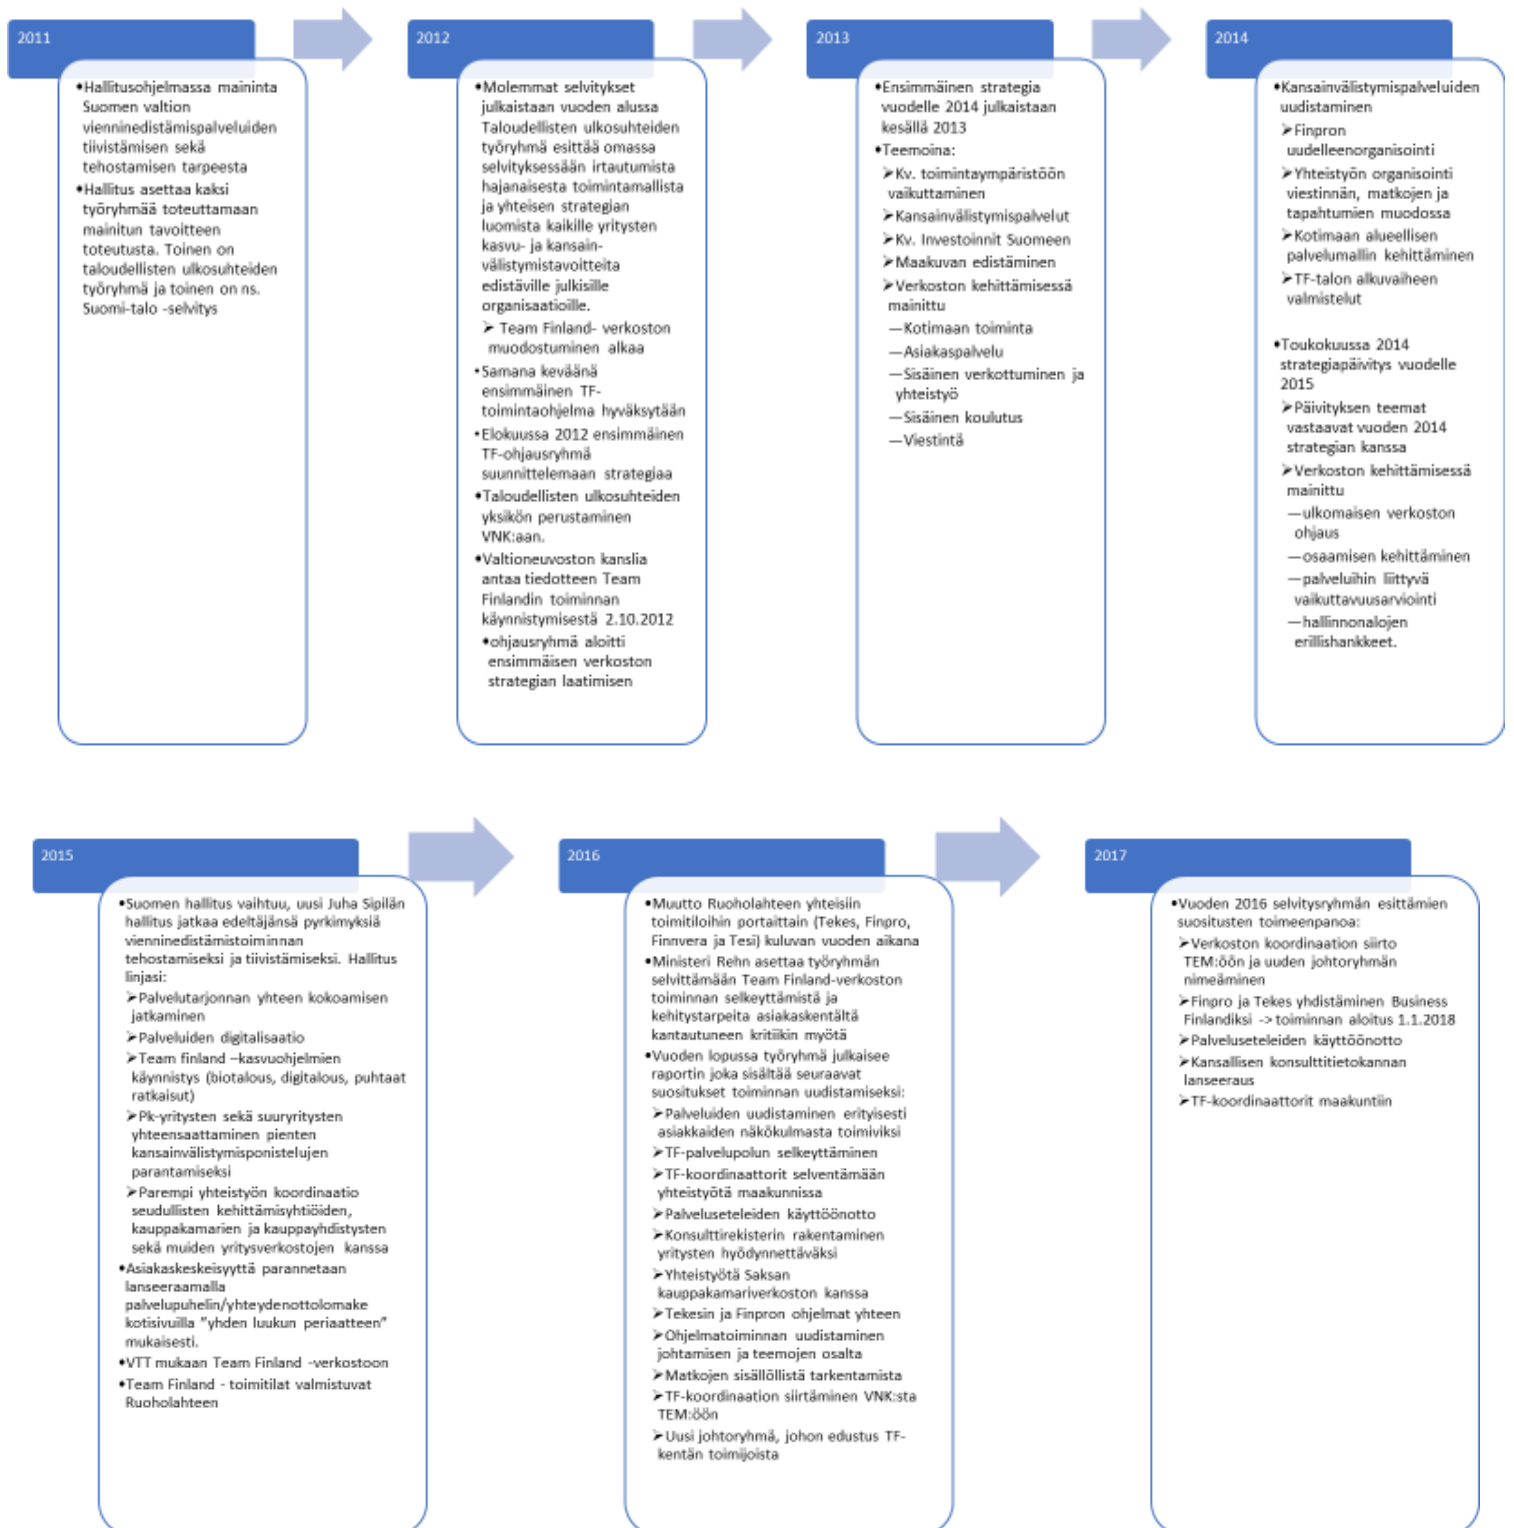 2011
•Hallitusohjelmassa maininta
Suomen valtion
vienninedistämispalveluiden
tiivistämisen sekä
tehostamisen tarpeesta
•Hallitus asettaa kaksi
työryhmää toteuttamaan
mainitun tavoitteen
toteutusta. Toinen on
taloudellisten ulkosuhteiden
työryhmä ja toinen on ns.
Suomi-talo -selvitys
2012
•Molemmat selvitykset
julkaistaan vuoden alussa
Taloudellisten ulkosuhteiden
työryhmä esittää omassa
selvityksessään irtautumista
hajanaisesta toimintamallista
ja yhteisen strategian
luomista kaikille yritysten
kasvu- ja kansain-
välistymistavoitteita
edistäville julkisille
organisaatioille.
➢ Team Finland- verkoston
muodostuminen alkaa
•Samana keväänä
ensimmäinen TF-
toimintaohjelma hyväksytään
•Elokuussa 2012 ensimmäinen
TF-ohjausryhmä
suunnittelemaan strategiaa
•Taloudellisten ulkosuhteiden
yksikön perustaminen
VNK:aan.
•Valtioneuvoston kanslia
antaa tiedotteen Team
Finlandin toiminnan
käynnistymisestä 2.10.2012
•ohjausryhmä aloitti
ensimmäisen verkoston
strategian laatimisen
2013
•Ensimmäinen strategia
vuodelle 2014 julkaistaan
kesällä 2013
•Teemoina:
➢Kv. toimintaympäristöön
vaikuttaminen
➢Kansainvälistymispalvelut
➢Kv. Investoinnit Suomeen
➢Maakuvan edistäminen
➢Verkoston kehittämisessä
mainittu
—Kotimaan toiminta
—Asiakaspalvelu
—Sisäinen verkottuminen ja
yhteistyö
—Sisäinen koulutus
—Viestintä
2014
•Kansainvälistymispalveluiden
uudistaminen
➢Finpron
uudelleenorganisointi
➢Yhteistyön organisointi
viestinnän, matkojen ja
tapahtumien muodossa
➢Kotimaan alueellisen
palvelumallin kehittäminen
➢TF-talon alkuvaiheen
valmistelut
•Toukokuussa 2014
strategiapäivitys vuodelle
2015
➢Päivityksen teemat
vastaavat vuoden 2014
strategian kanssa
➢Verkoston kehittämisessä
mainittu
—ulkomaisen verkoston
ohjaus
—osaamisen kehittäminen
—palveluihin liittyvä
vaikuttavuusarviointi
—hallinnonalojen
erillishankkeet.
2015
•Suomen hallitus vaihtuu, uusi Juha Sipilän
hallitus jatkaa edeltäjänsä pyrkimyksiä
vienninedistämistoiminnan
tehostamiseksi ja tiivistämiseksi. Hallitus
linjasi:
➢Palvelutarjonnan yhteen kokoamisen
jatkaminen
➢Palveluiden digitalisaatio
➢Team finland –kasvuohjelmien
käynnistys (biotalous, digitalous, puhtaat
ratkaisut)
➢Pk-yritysten sekä suuryritysten
yhteensaattaminen pienten
kansainvälistymisponistelujen
parantamiseksi
➢Parempi yhteistyön koordinaatio
seudullisten kehittämisyhtiöiden,
kauppakamarien ja kauppayhdistysten
sekä muiden yritysverkostojen kanssa
•Asiakaskeskeisyyttä parannetaan
lanseeraamalla
palvelupuhelin/yhteydenottolomake
kotisivuilla ”yhden luukun periaatteen”
mukaisesti.
•VTT mukaan Team Finland -verkostoon
•Team Finland - toimitilat valmistuvat
Ruoholahteen
2016
•Muutto Ruoholahteen yhteisiin
toimitiloihin portaittain (Tekes, Finpro,
Finnvera ja Tesi) kuluvan vuoden aikana
•Ministeri Rehn asettaa työryhmän
selvittämään Team Finland-verkoston
toiminnan selkeyttämistä ja
kehitystarpeita asiakaskentältä
kantautuneen kritiikin myötä
•Vuoden lopussa työryhmä julkaisee
raportin joka sisältää seuraavat
suositukset toiminnan uudistamiseksi:
➢Palveluiden uudistaminen erityisesti
asiakkaiden näkökulmasta toimiviksi
➢TF-palvelupolun selkeyttäminen
➢TF-koordinaattorit selventämään
yhteistyötä maakunnissa
➢Palveluseteleiden käyttöönotto
➢Konsulttirekisterin rakentaminen
yritysten hyödynnettäväksi
➢Yhteistyötä Saksan
kauppakamariverkoston kanssa
➢Tekesin ja Finpron ohjelmat yhteen
➢Ohjelmatoiminnan uudistaminen
johtamisen ja teemojen osalta
➢Matkojen sisällöllistä tarkentamista
➢TF-koordinaation siirtäminen VNK:sta
TEM:öön
➢Uusi johtoryhmä, johon edustus TF-
kentän toimijoista
2017
•Vuoden 2016 selvitysryhmän esittämien
suositusten toimeenpanoa:
➢Verkoston koordinaation siirto
TEM:öön ja uuden johtoryhmän
nimeäminen
➢Finpro ja Tekes yhdistäminen Business
Finlandiksi -> toiminnan aloitus 1.1.2018
➢Palveluseteleiden käyttöönotto
➢Kansallisen konsulttitietokannan
lanseeraus
➢TF-koordinaattorit maakuntiin